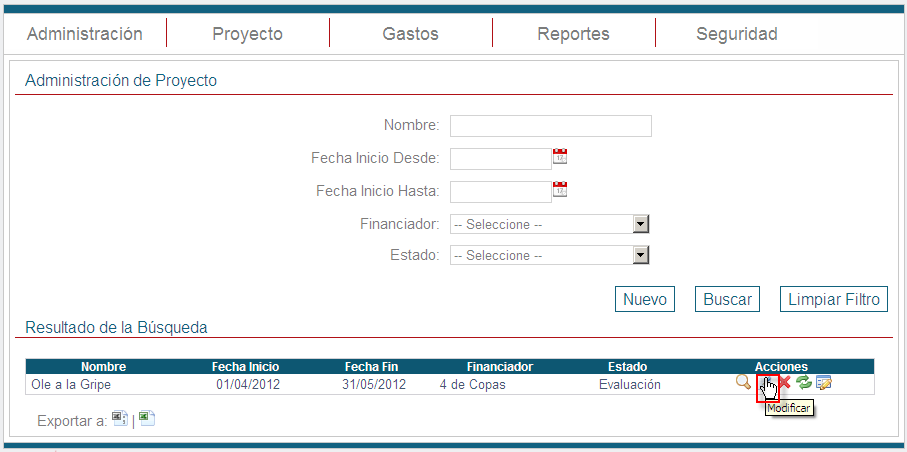 Administración Proyecto Gastos Reportes Seguridad
Administración de Proyecto
Nombre:
Fecha Inicio Desde:
Fecha Inicio Hasta:
Financiador: -- Seleccione --
Estado: -- Seleccione --
Nuevo Buscar Limpiar Filtro
Resultado de la Búsqueda
Nombre Fecha Inicio Fecha Fin Financiador Estado Acciones
Ole a la Gripe 01/04/2012 31/05/2012 4 de Copas Evaluación
Modificar
Exportar a: |